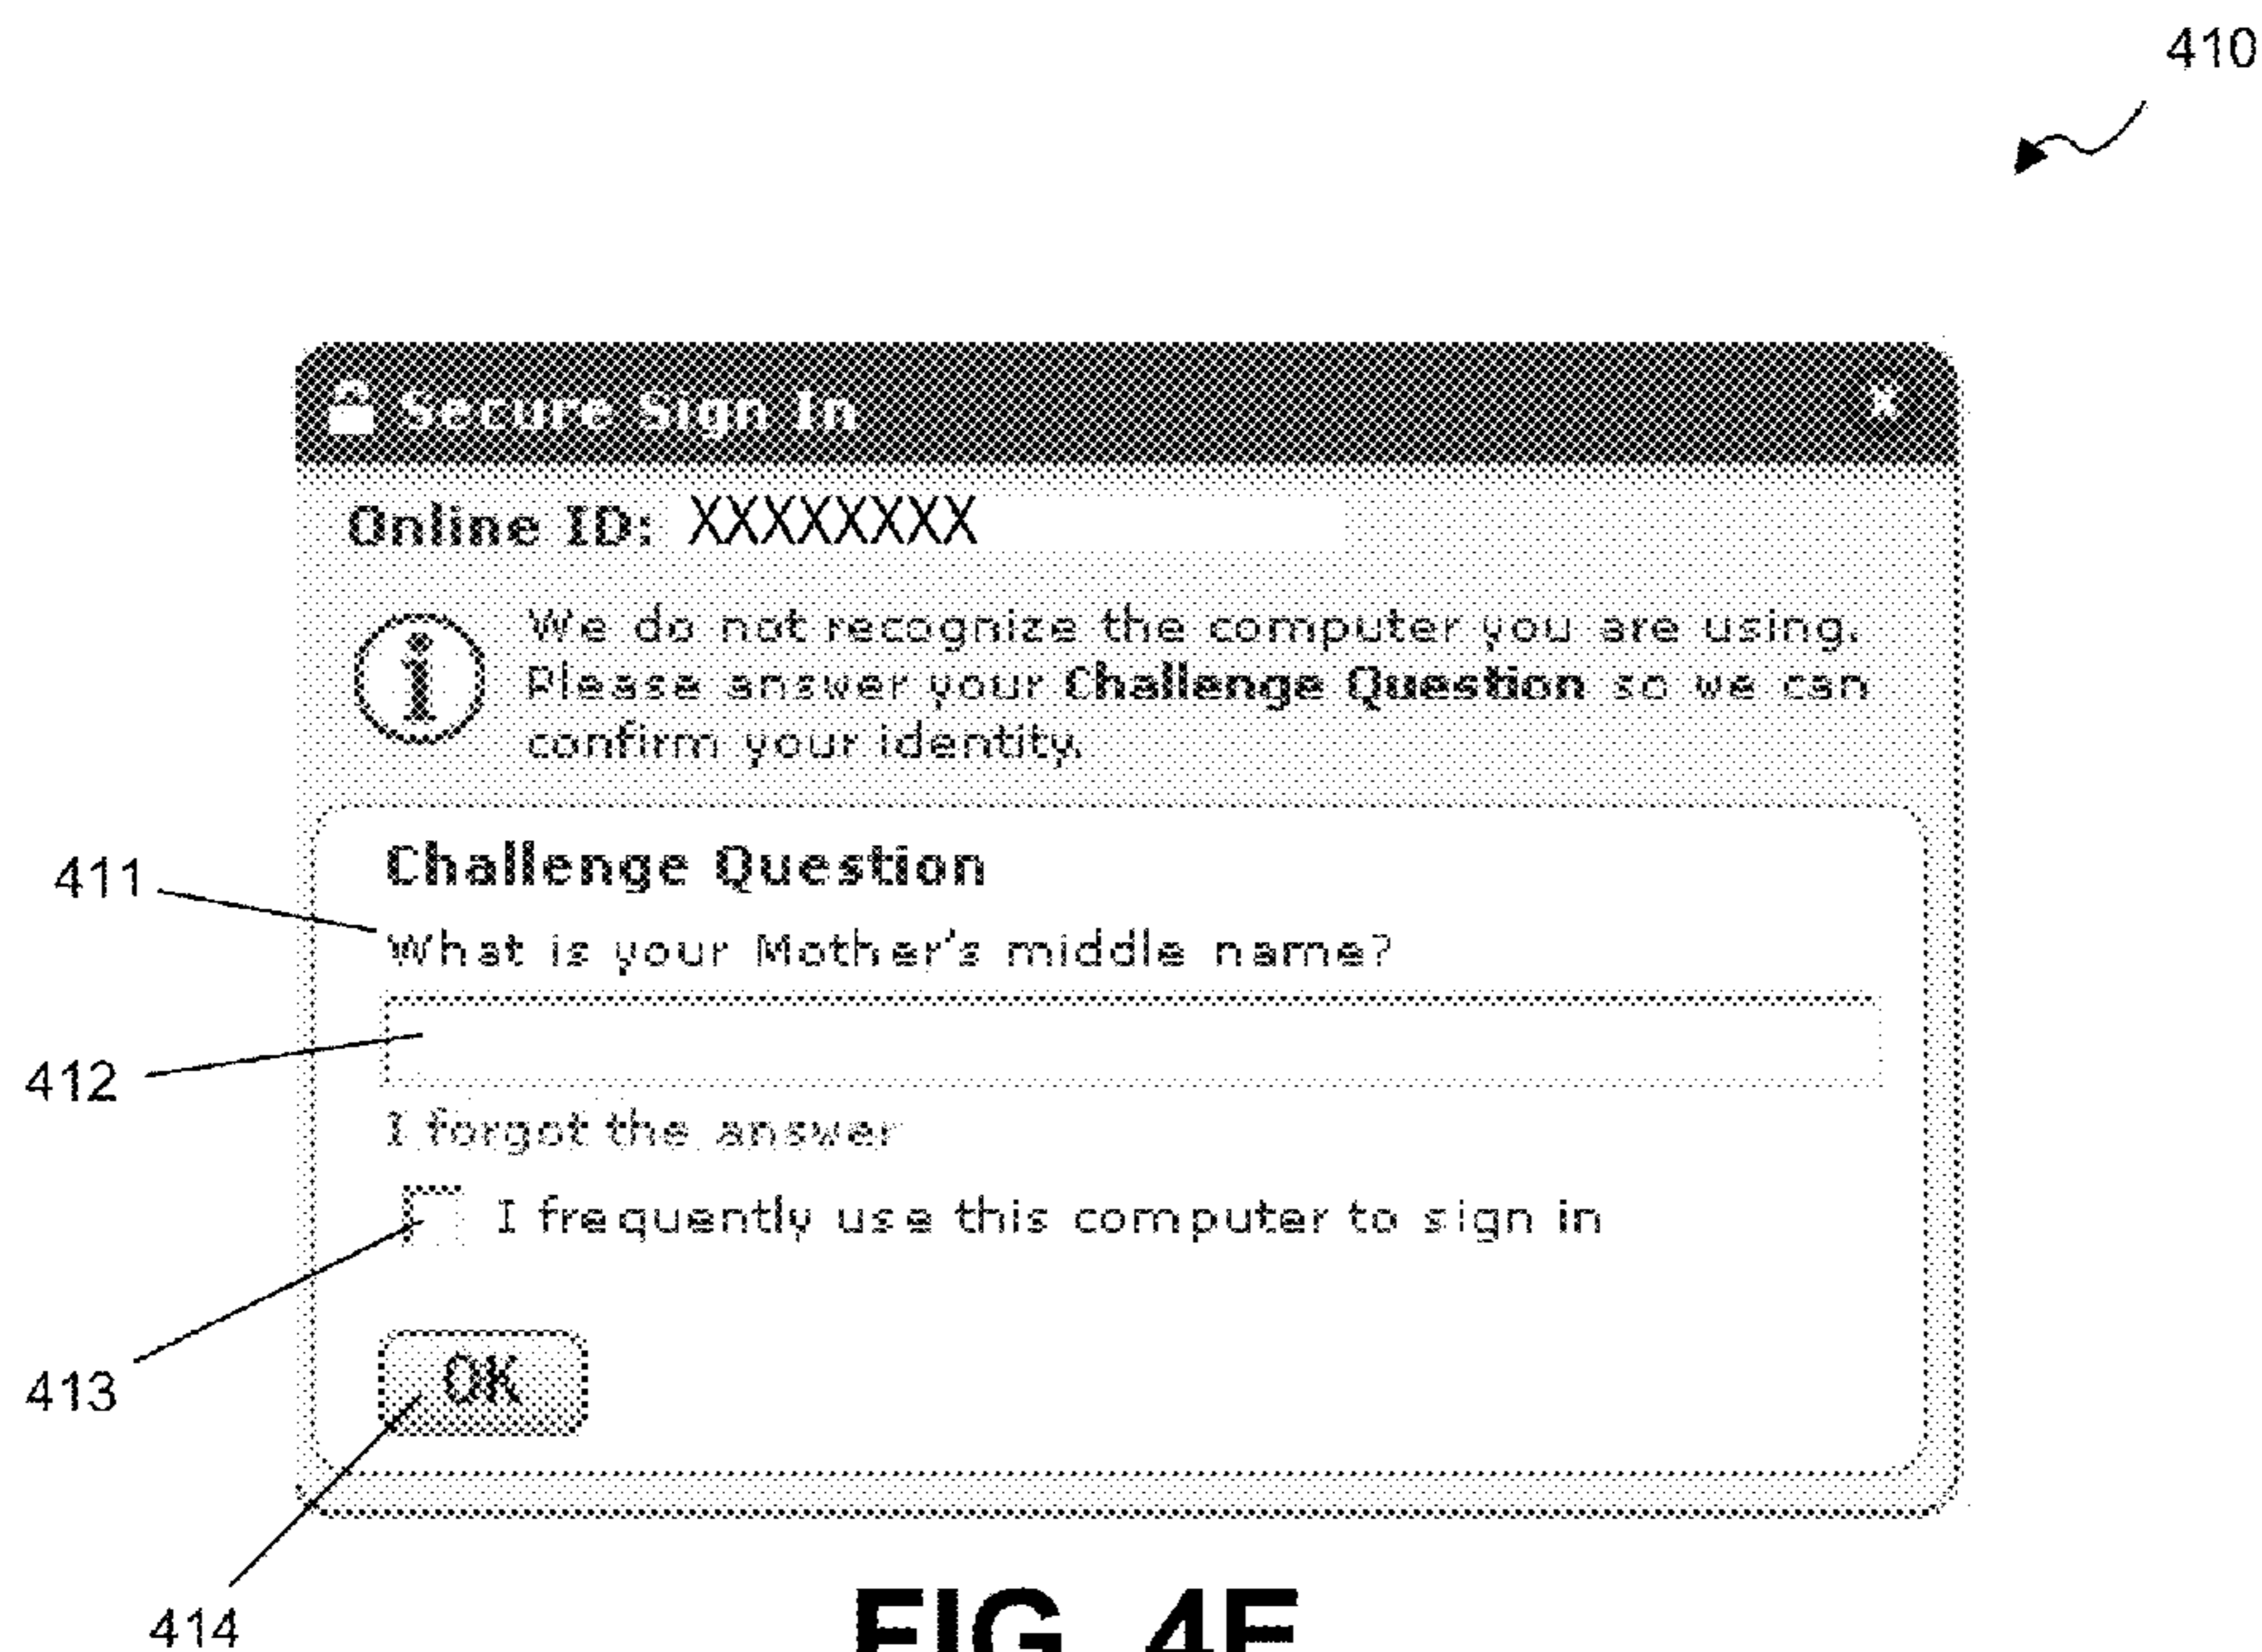 410
Secure Sign In
Online ID: XXXXXXXX
We do not recognize the computer you are using.
Please answer your Challenge Question so we can
confirm your identity.
Challenge Question
411
What is your Mother's middle name?
412
I forgot the answer
I frequently use this computer to sign in
413
OK
414